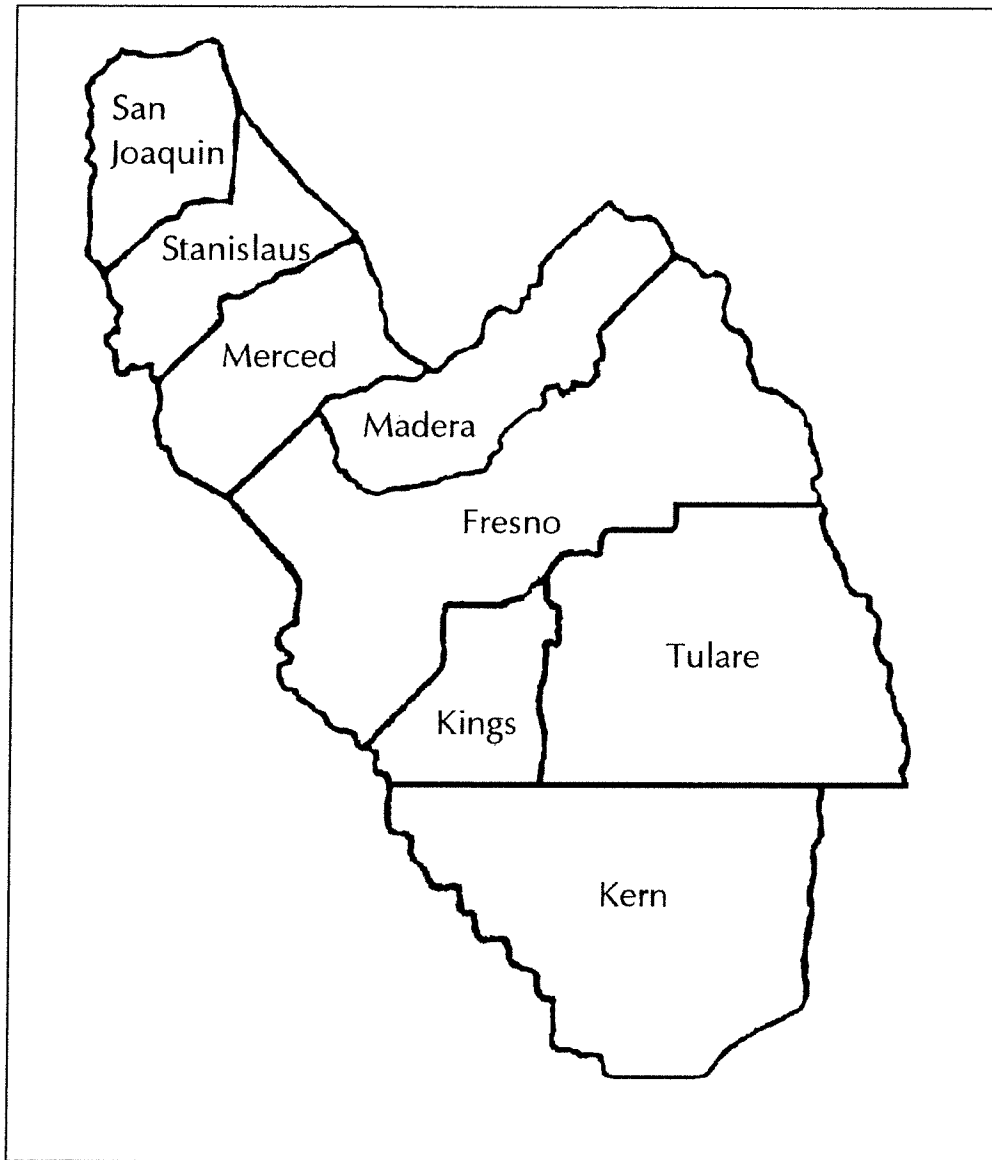 San
Joaquin
Stanislaus
Merced
Madera
Fresno
Tulare
Kings
Kern